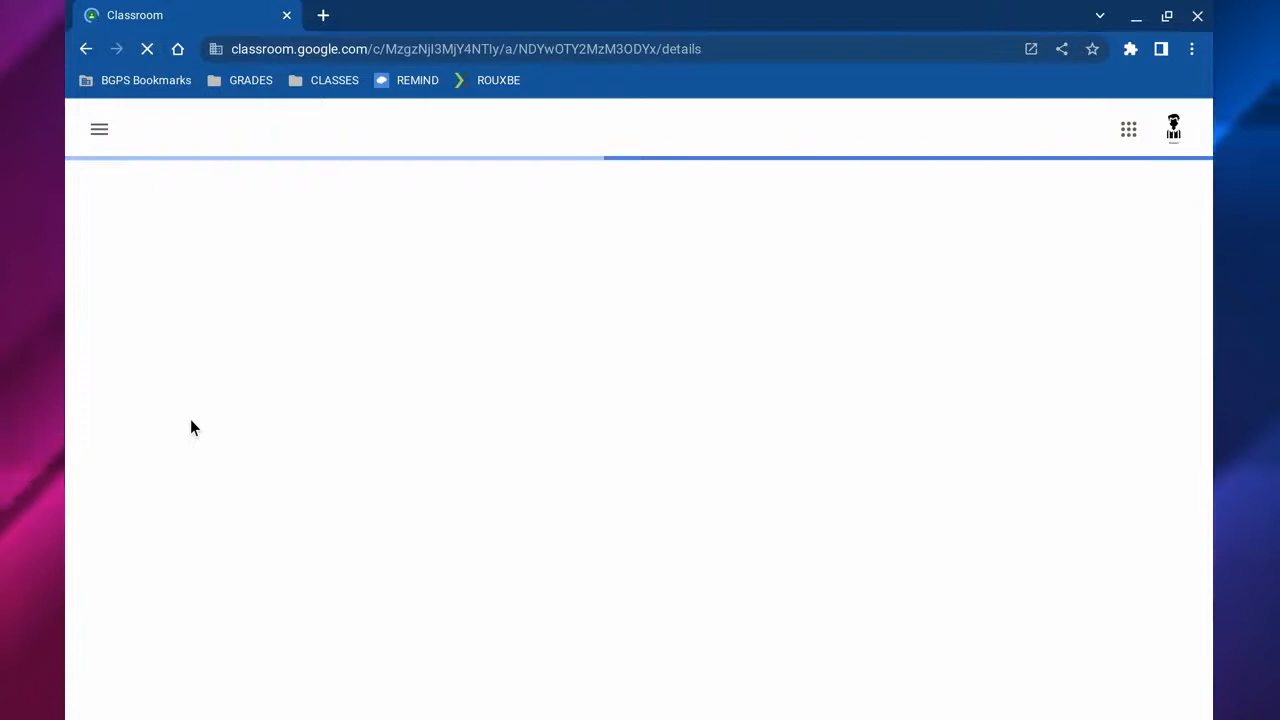 Classroom
classroom.google.com/c/MzgzNjI3MjY4NTIy/a/NDYwOTY2MzM3ODYx/details
BGPS Bookmarks GRADES CLASSES REMIND ROUXBE